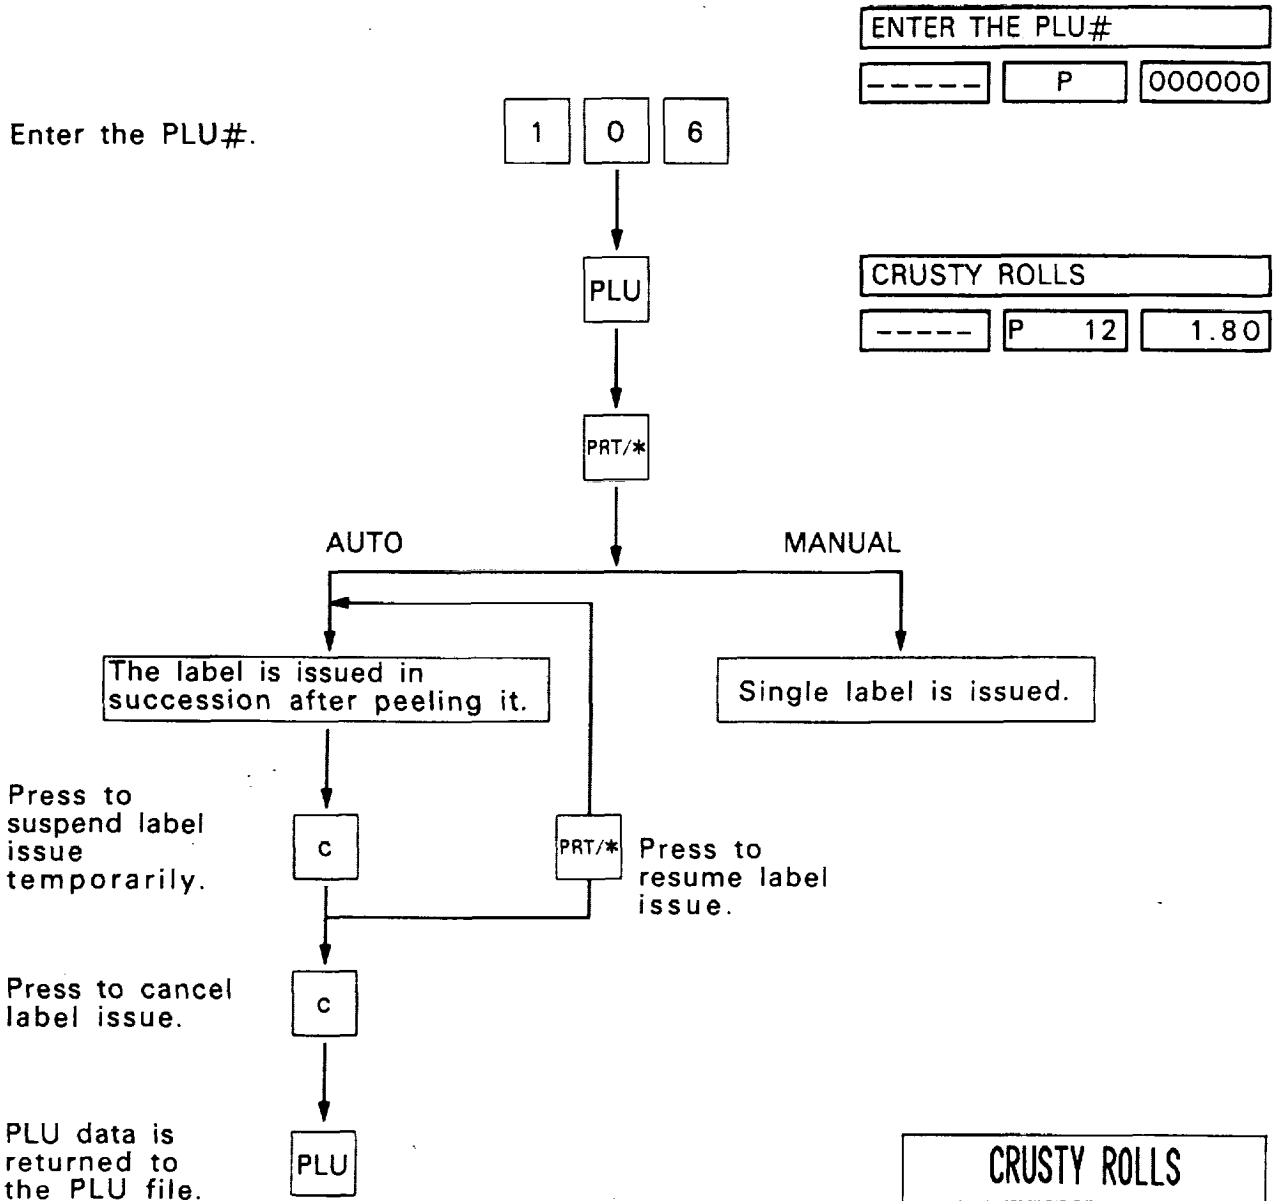 ENTER THE PLU#
----- P 000000
Enter the PLU#.
1 0 6
PLU
CRUSTY ROLLS
----- P 12 1.80
PRT/*
AUTO
MANUAL
The label is issued in
succession after peeling it.
Single label is issued.
Press to
suspend label
issue
temporarily.
C
PRT/*
Press to
resume label
issue.
Press to cancel
label issue.
C
PLU data is
returned to
the PLU file.
PLU
CRUSTY ROLLS